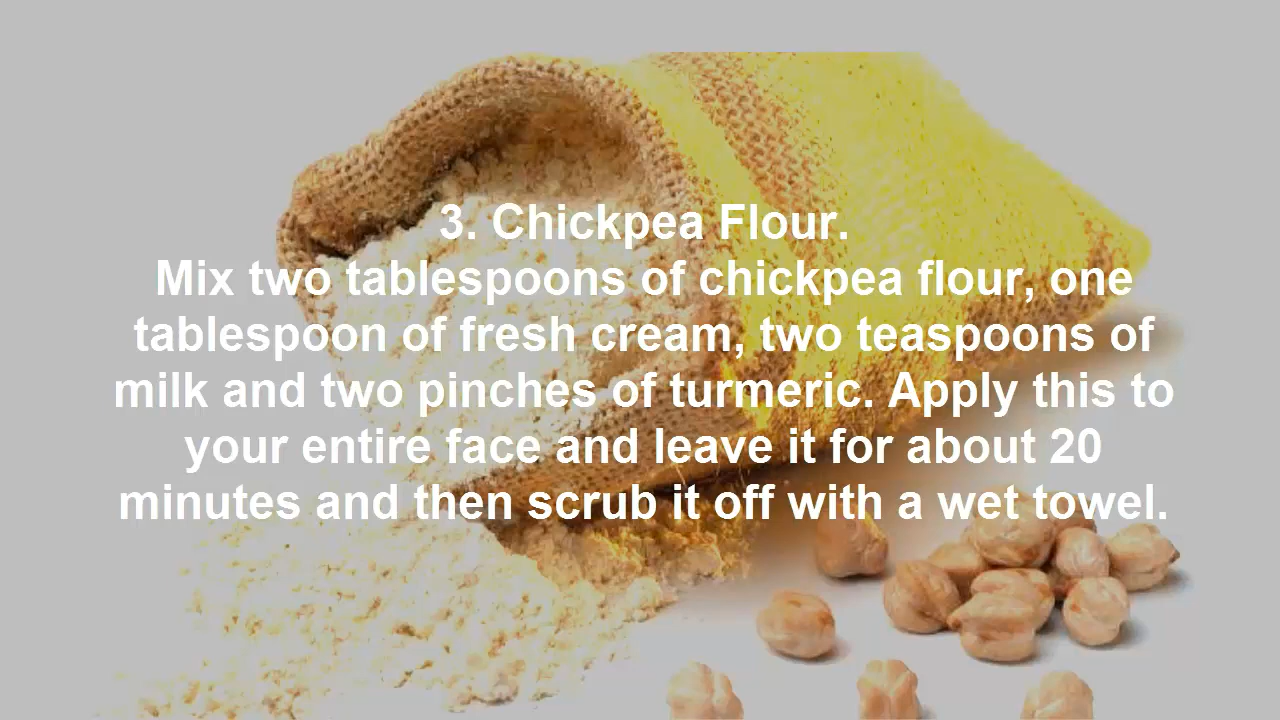 3. Chickpea Flour.
Mix two tablespoons of chickpea flour, one
tablespoon of fresh cream, two teaspoons of
milk and two pinches of turmeric. Apply this to
your entire face and leave it for about 20
minutes and then scrub it off with a wet towel.